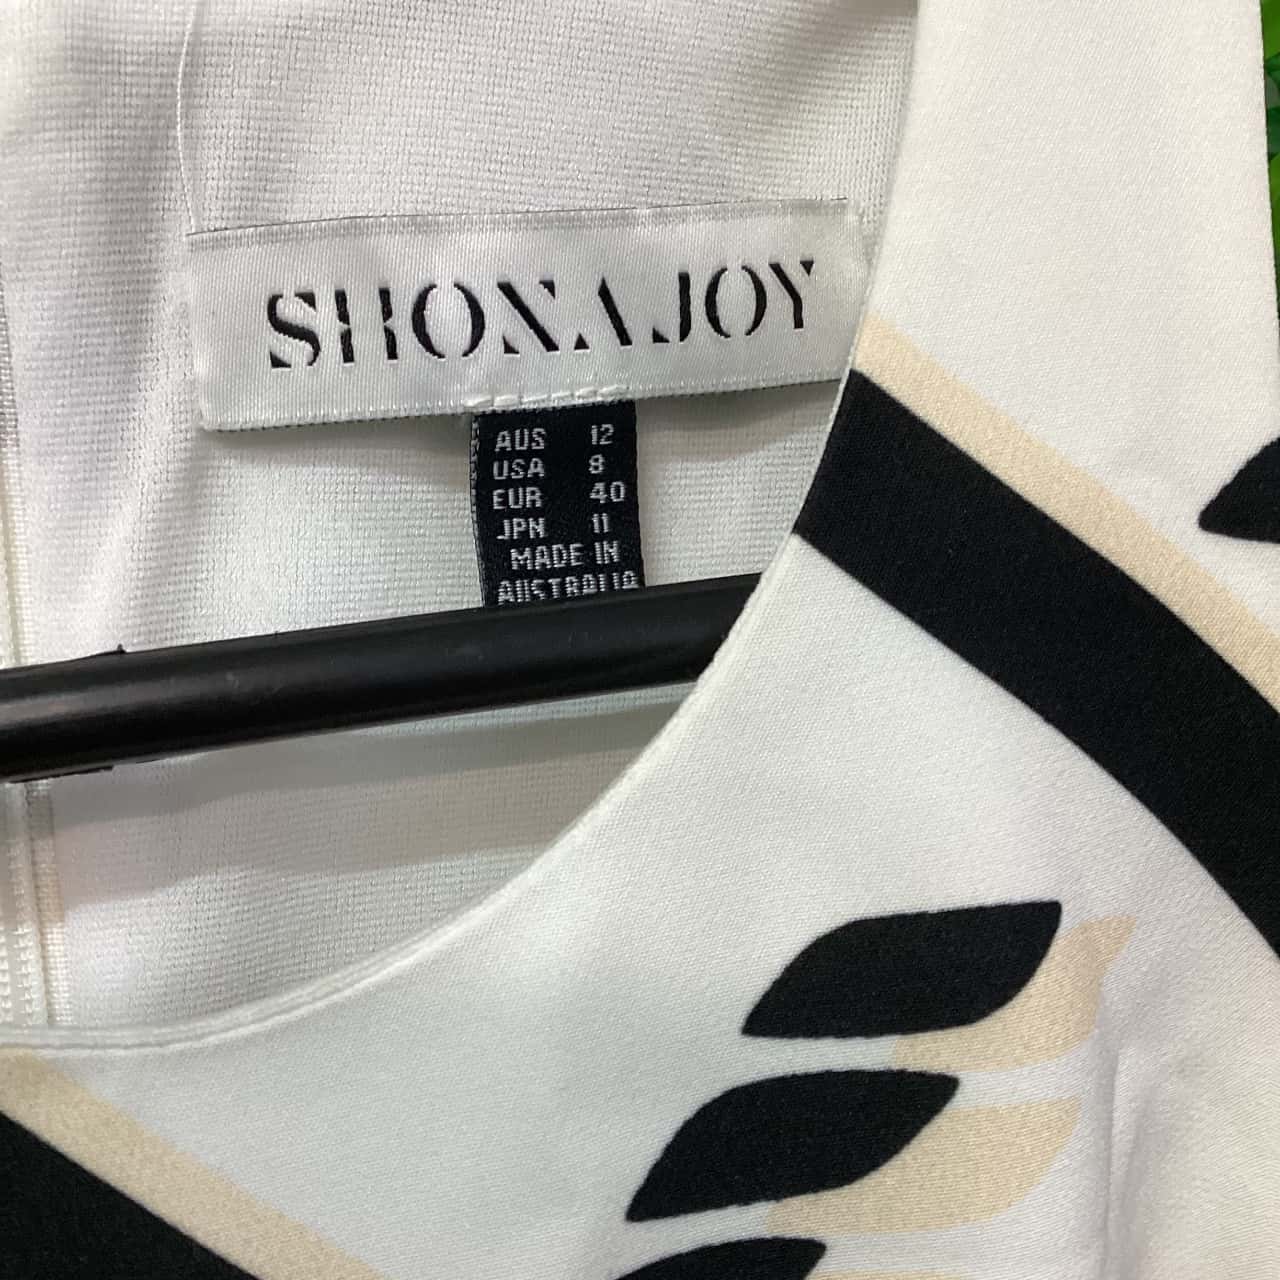 SHONA JOY
AUS 12
USA 8
EUR 40
JPN 11
MADE IN
AUSTRALIA